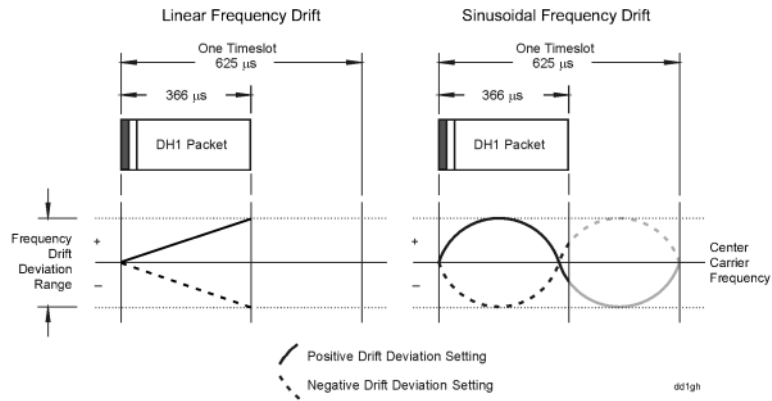 Linear Frequency Drift
Sinusoidal Frequency Drift
One Timeslot
625 µs
One Timeslot
625 µs
366 µs
366 µs
DH1 Packet
DH1 Packet
Frequency
Drift
Deviation
Range
+
–
+
–
Center
Carrier
Frequency
Positive Drift Deviation Setting
Negative Drift Deviation Setting
dd1gh